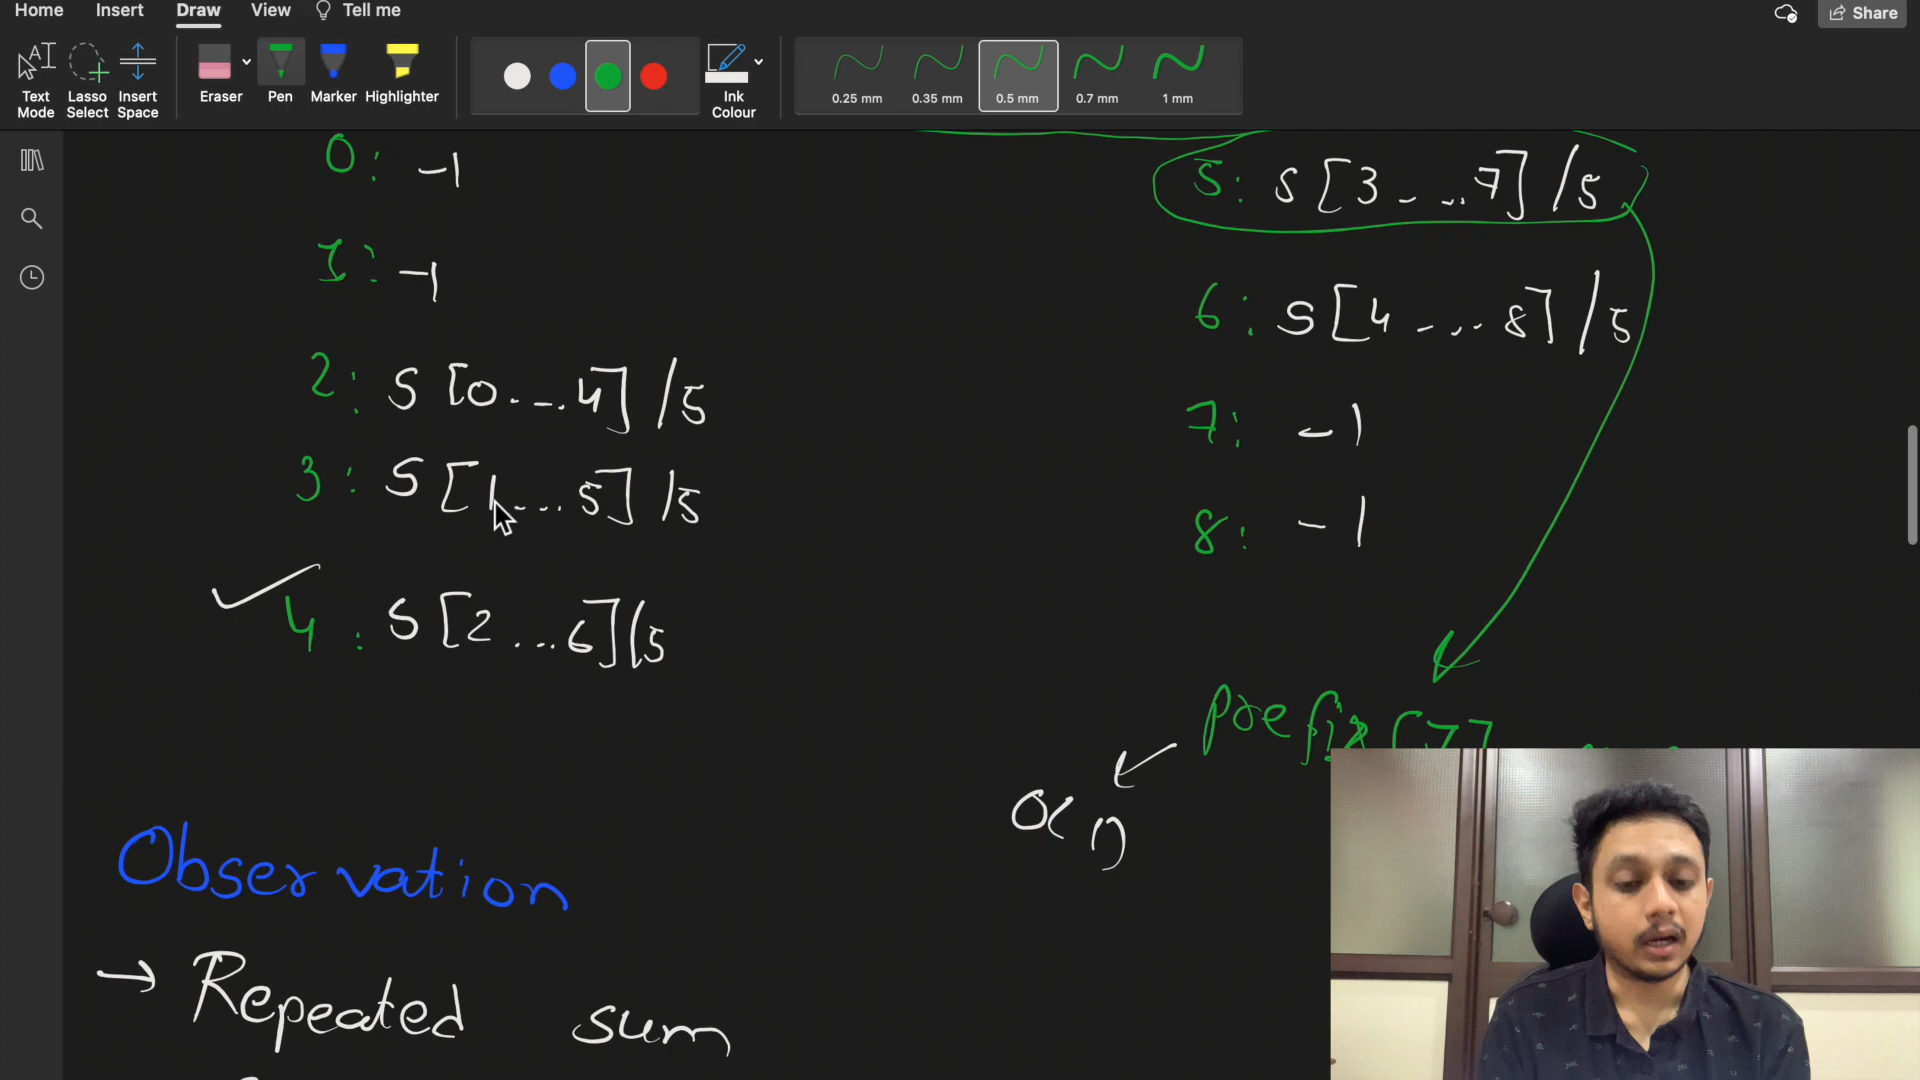 Home Insert Draw View Tell me Share
Text Mode Lasso Select Insert Space Eraser Pen Marker Highlighter Ink Colour 0.25 mm 0.35 mm 0.5 mm 0.7 mm 1 mm
0: -1
1: -1
2: S [0 - - . 4] / 5
3: S [1 - . . 5] / 5
4 : S [2 . . . 6] / 5
5: S [3 - . . 7] / 5
6: S [4 - . . 8] / 5
7: -1
8: -1
prefix [7]
O(1)
Observation
→ Repeated sum